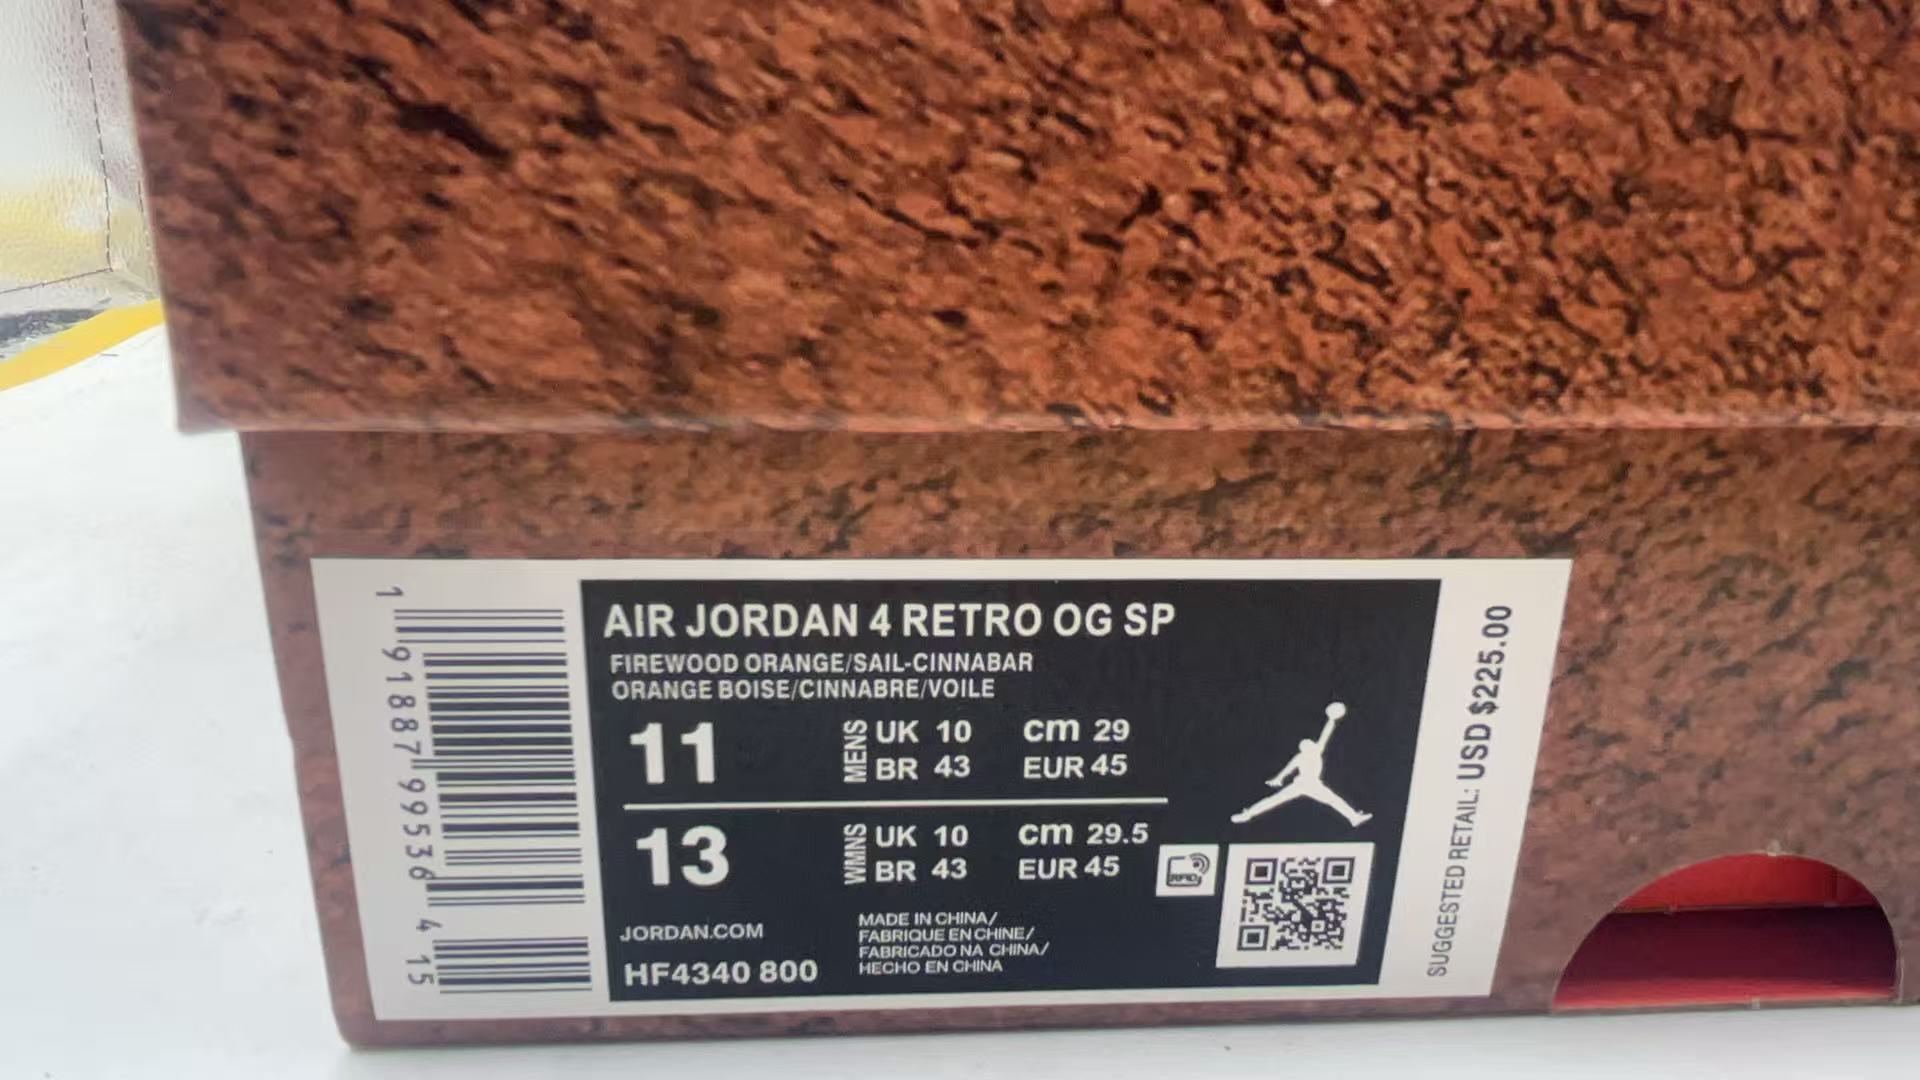 AIR JORDAN 4 RETRO OG SP
FIREWOOD ORANGE/SAIL-CINNABAR
ORANGE BOISE/CINNABRE/VOILE
11 MENS UK 10 cm 29
BR 43 EUR 45
13 WMNS UK 10 cm 29.5
BR 43 EUR 45
RFID
JORDAN.COM
HF4340 800
MADE IN CHINA/
FABRIQUE EN CHINE/
FABRICADO NA CHINA/
HECHO EN CHINA
SUGGESTED RETAIL: USD $225.00
1 91887 99536 4 15